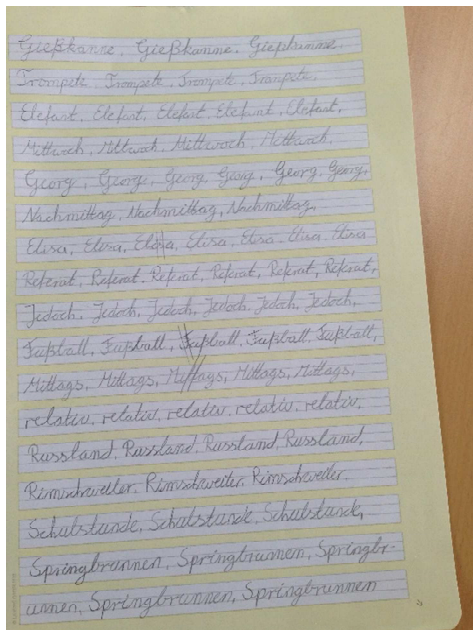 Gießkanne, Gießkanne, Gießkanne,
Trompete, Trompete, Trompete, Trompete,
Elefant, Elefant, Elefant, Elefant, Elefant,
Mittwoch, Mittwoch, Mittwoch, Mittwoch,
Georg, Georg, Georg, Georg, Georg, Georg,
Nachmittag, Nachmittag, Nachmittag,
Elisa, Elisa, Elisa, Elisa, Elisa, Elisa, Elisa
Referat, Referat, Referat, Referat, Referat, Referat,
Jedoch, Jedoch, Jedoch, Jedoch, Jedoch, Jedoch,
Fußball, Fußball, Fußball, Fußball, Fußball,
Mittags, Mittags, Mittags, Mittags, Mittags,
relativ, relativ, relativ, relativ, relativ,
Russland, Russland, Russland, Russland,
Rimschweiler, Rimschweiler, Rimschweiler,
Schulstunde, Schulstunde, Schulstunde,
Springbrunnen, Springbrunnen, Springbr-
unnen, Springbrunnen, Springbrunnen